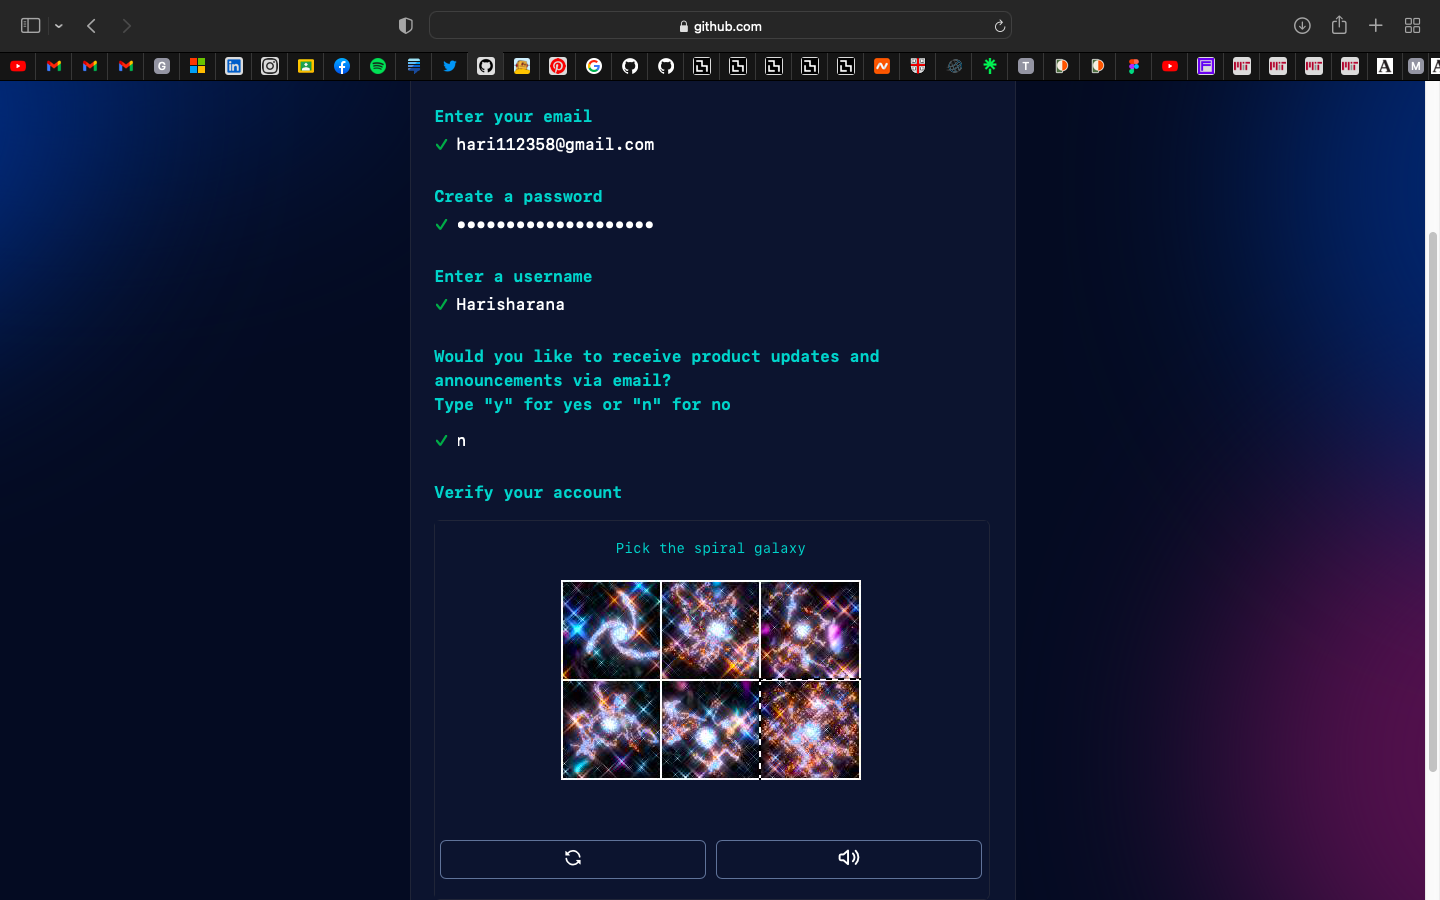 github.com
Enter your email
hari112358@gmail.com
Create a password
Enter a username
Harisharana
Would you like to receive product updates and
announcements via email?
Type "y" for yes or "n" for no
n
Verify your account
Pick the spiral galaxy